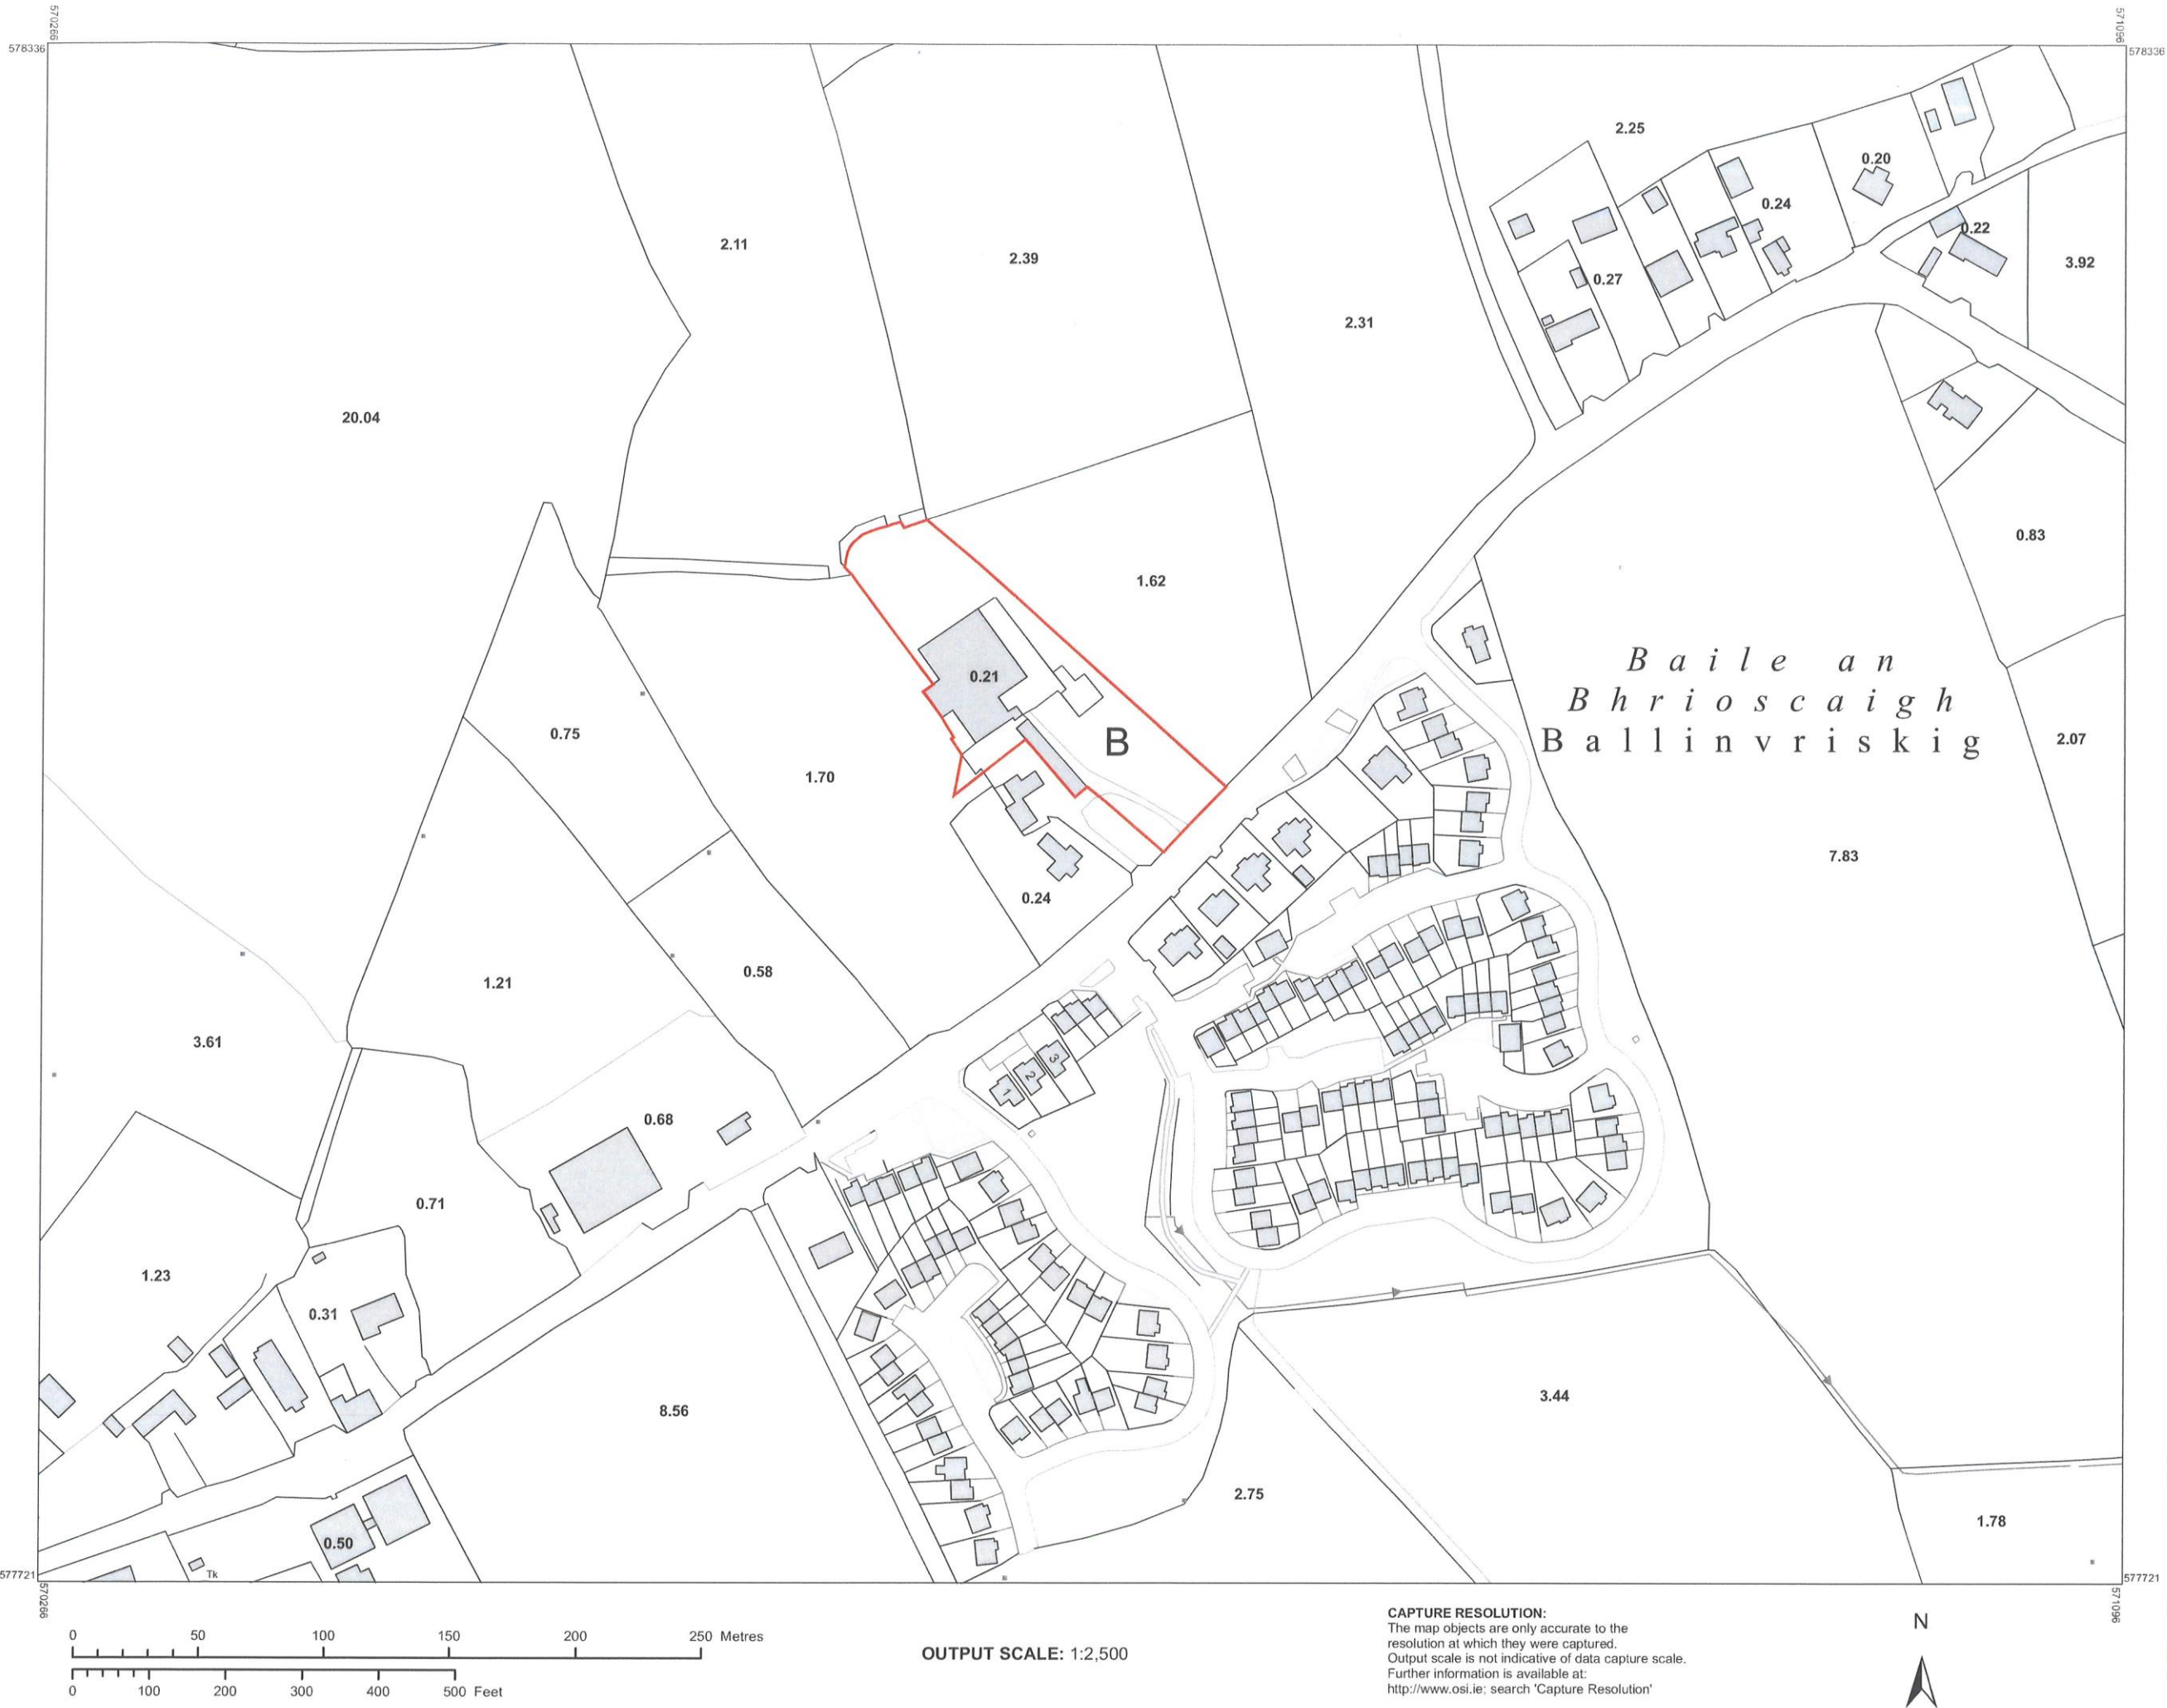 570266
571096
578336
578336
2.25
0.20
0.24
0.22
2.11
2.39
3.92
0.27
2.31
20.04
0.83
1.62
Baile an
Bhrioscaigh
Ballinvriskig
0.21
0.75
B
2.07
1.70
7.83
0.24
0.58
1.21
3.61
3
2
1
0.68
0.71
1.23
0.31
3.44
8.56
2.75
1.78
0.50
Tk
577721
577721
570266
571096
0 50 100 150 200 250 Metres
0 100 200 300 400 500 Feet
OUTPUT SCALE: 1:2,500
CAPTURE RESOLUTION:
The map objects are only accurate to the
resolution at which they were captured.
Output scale is not indicative of data capture scale.
Further information is available at:
http://www.osi.ie; search 'Capture Resolution'
N